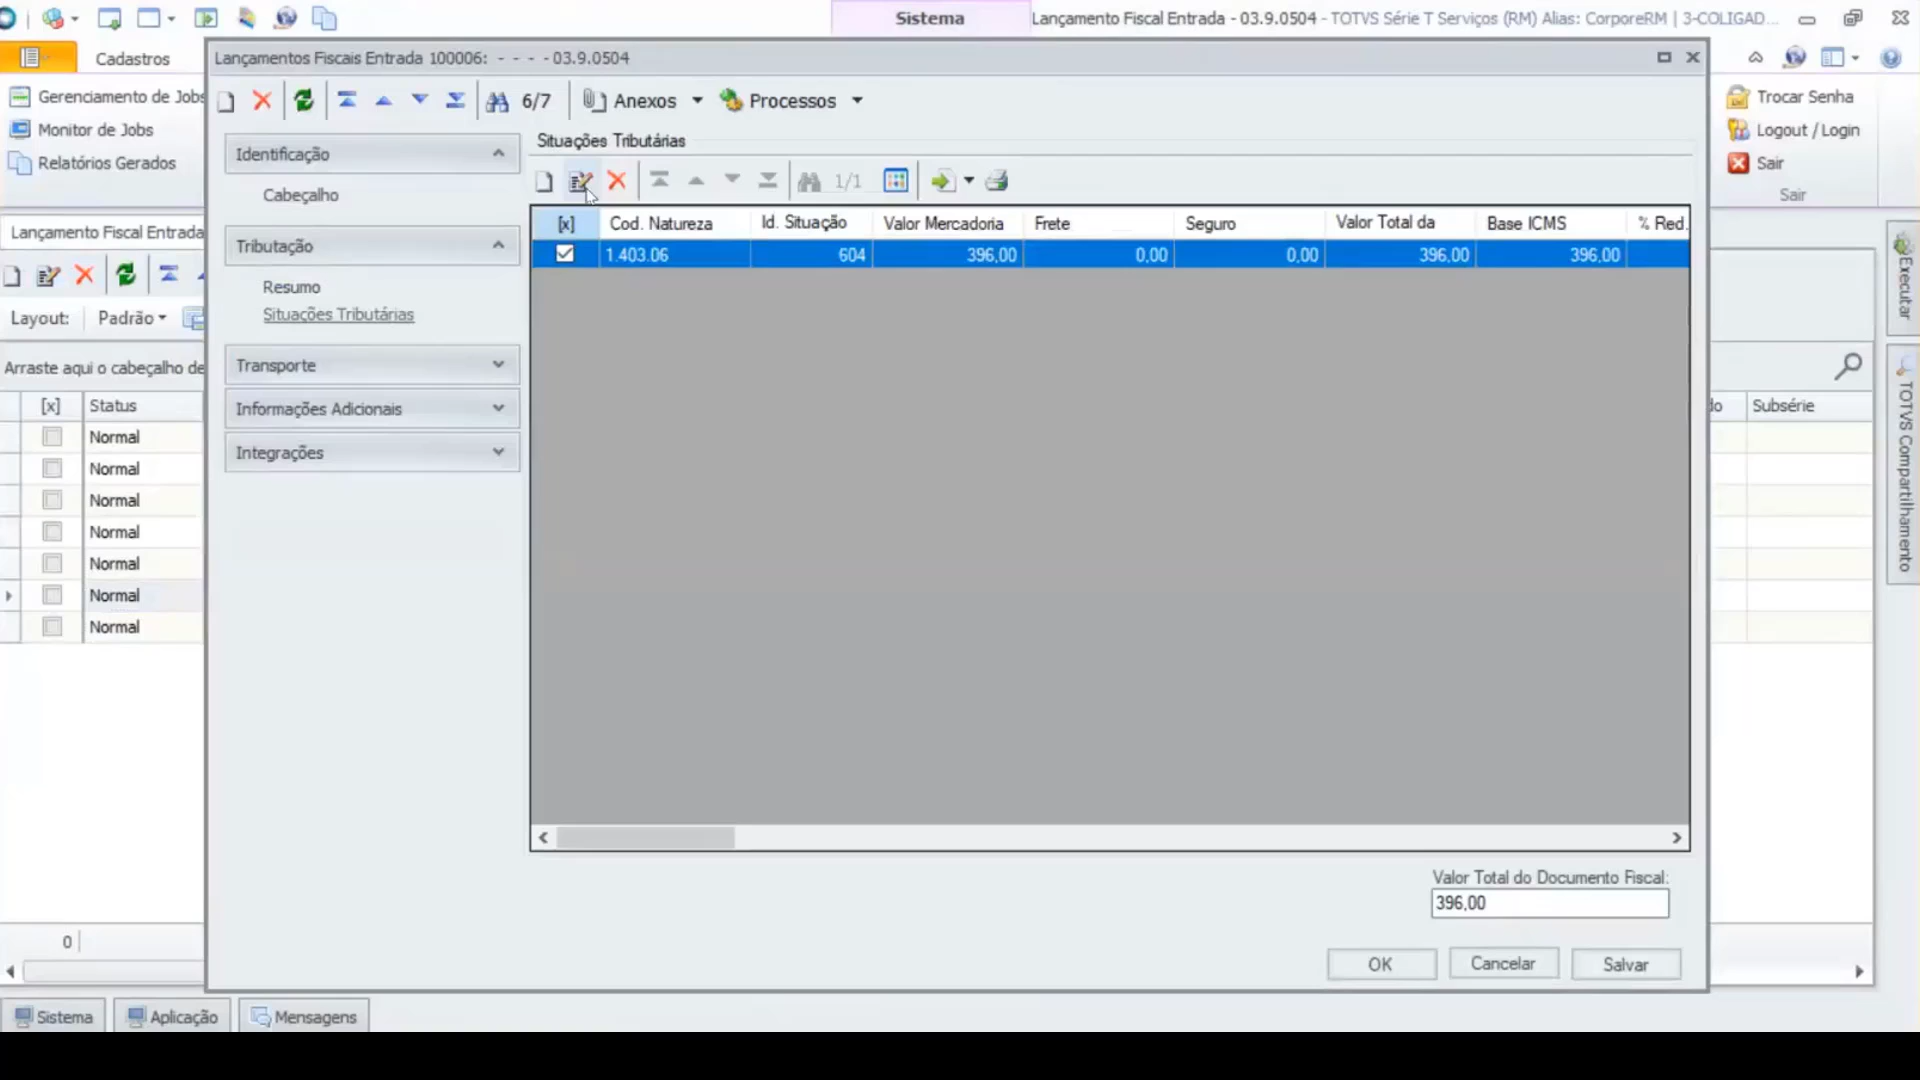 Sistema
Lançamento Fiscal Entrada - 03.9.0504 - TOTVS Série T Serviços (RM) Alias: CorporeRM | 3-COLIGAD...
Cadastros
Lançamentos Fiscais Entrada 100006: - - - - 03.9.0504
Gerenciamento de Jobs
Monitor de Jobs
Relatórios Gerados
6/7
Anexos
Processos
Trocar Senha
Logout / Login
Sair
Sair
Identificação
Cabeçalho
Tributação
Resumo
Situações Tributárias
Transporte
Informações Adicionais
Integrações
Situações Tributárias
1/1
[x] Cod. Natureza Id. Situação Valor Mercadoria Frete Seguro Valor Total da Base ICMS % Red.
1.403.06 604 396,00 0,00 0,00 396,00 396,00
Lançamento Fiscal Entrada
Layout: Padrão
Arraste aqui o cabeçalho de
[x] Status
Subsérie
Normal
Normal
Normal
Normal
Normal
Normal
Normal
0
Executar
TOTVS Compartilhamento
Valor Total do Documento Fiscal:
396,00
OK Cancelar Salvar
Sistema Aplicação Mensagens